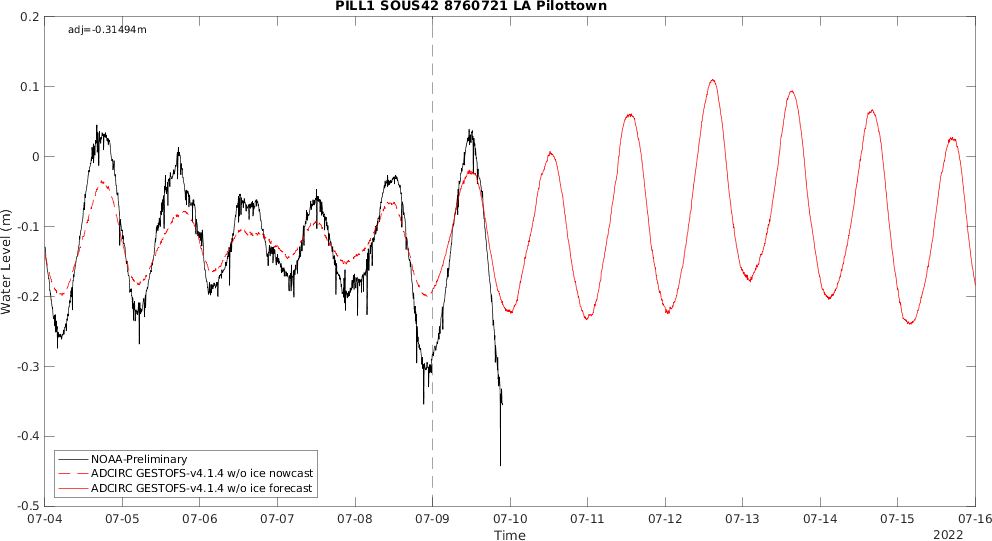 PILL1 SOUS42 8760721 LA Pilottown
adj=-0.31494m
0.2
0.1
0
-0.1
-0.2
-0.3
-0.4
-0.5
Water Level (m)
NOAA-Preliminary
ADCIRC GESTOFS-v4.1.4 w/o ice nowcast
ADCIRC GESTOFS-v4.1.4 w/o ice forecast
07-04 07-05 07-06 07-07 07-08 07-09 07-10 07-11 07-12 07-13 07-14 07-15 07-16
Time
2022